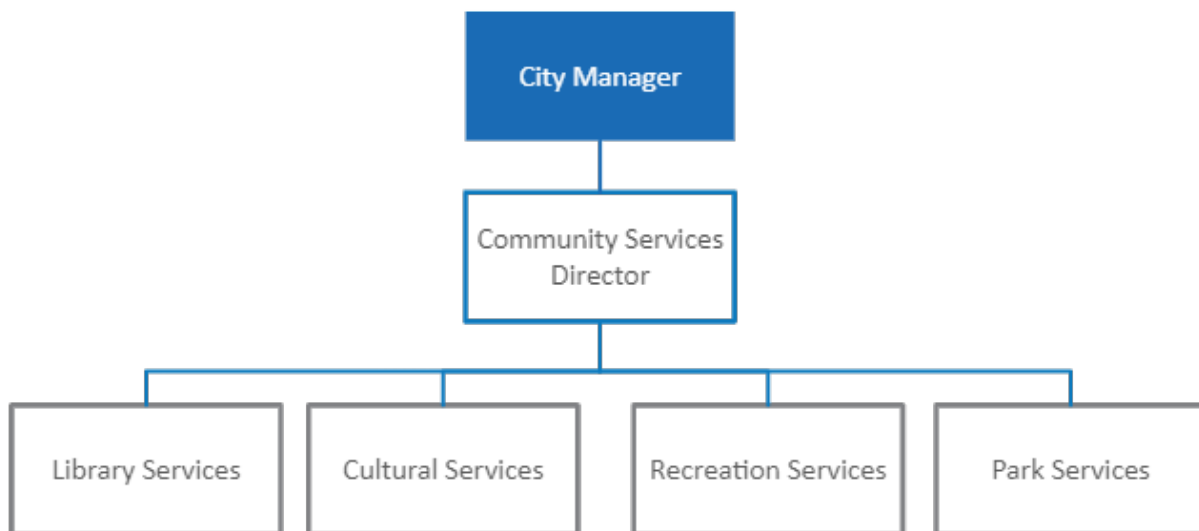 City Manager
Community Services
Director
Library Services
Cultural Services
Recreation Services
Park Services